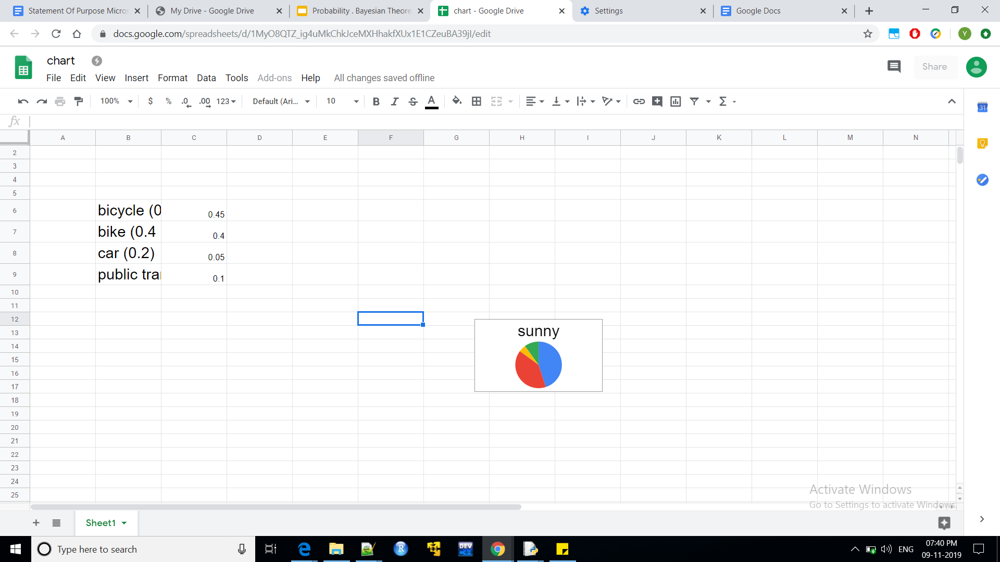 Statement Of Purpose Micros
My Drive - Google Drive
Probability . Bayesian Theore
chart - Google Drive
Settings
Google Docs
docs.google.com/spreadsheets/d/1MyO8QTZ_ig4uMkChkJceMXHhakfXUx1E1CZeuBA39jI/edit
Y
chart
File Edit View Insert Format Data Tools Add-ons Help All changes saved offline
Share
100% $ % .0 .00 123 Default (Ari... 10 B I S A Σ
31
fx
A B C D E F G H I J K L M N
2
3
4
5
6 bicycle (0 0.45
7 bike (0.4 0.4
8 car (0.2) 0.05
9 public tra 0.1
10
11
12
13
sunny
14
15
16
17
18
19
20
21
22
23
24
25
Activate Windows
Go to Settings to activate Windows.
Sheet1
Type here to search
R
DEV
ENG
07:40 PM
09-11-2019